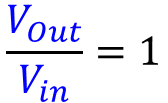 V_Out / V_in = 1